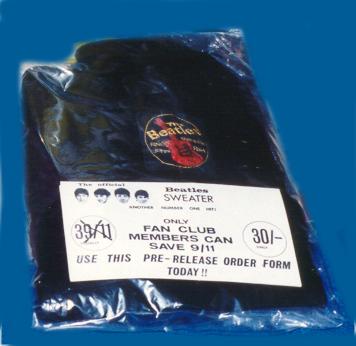 The
Beatles
The official
Beatles
SWEATER
ANOTHER NUMBER ONE HIT!
ONLY
39/11
FAN CLUB
MEMBERS CAN
SAVE 9/11
30/-
USE THIS PRE-RELEASE ORDER FORM
TODAY !!